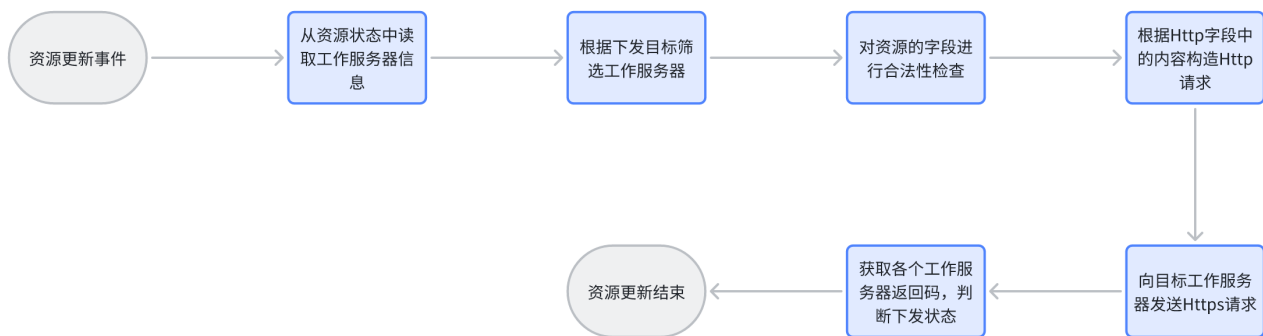 资源更新事件
从资源状态中读
取工作服务器信
息
根据下发目标筛
选工作服务器
对资源的字段进
行合法性检查
根据Http字段中
的内容构造Http
请求
向目标工作服务
器发送Https请求
获取各个工作服
务器返回码，判
断下发状态
资源更新结束